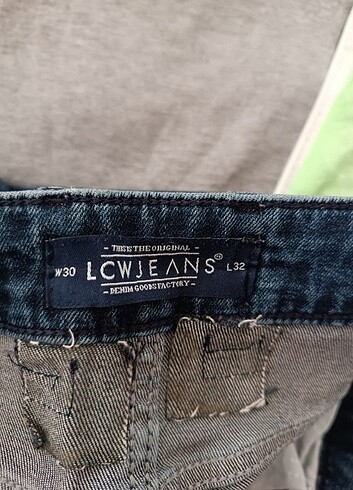 - THIS IS THE ORIGINAL -
W30 LCWJEANS® L32
- DENIM GOODS FACTORY -